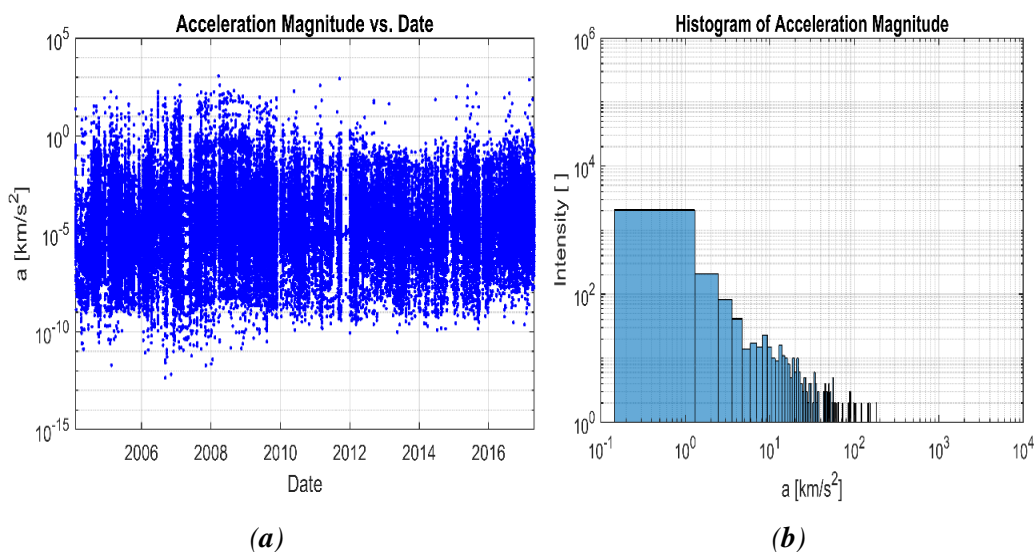 Acceleration Magnitude vs. Date
10^5
10^0
10^-5
10^-10
10^-15
a [km/s^2]
2006 2008 2010 2012 2014 2016
Date
(a)
Histogram of Acceleration Magnitude
10^6
10^4
10^2
10^0
Intensity [ ]
10^-1 10^0 10^1 10^2 10^3 10^4
a [km/s^2]
(b)